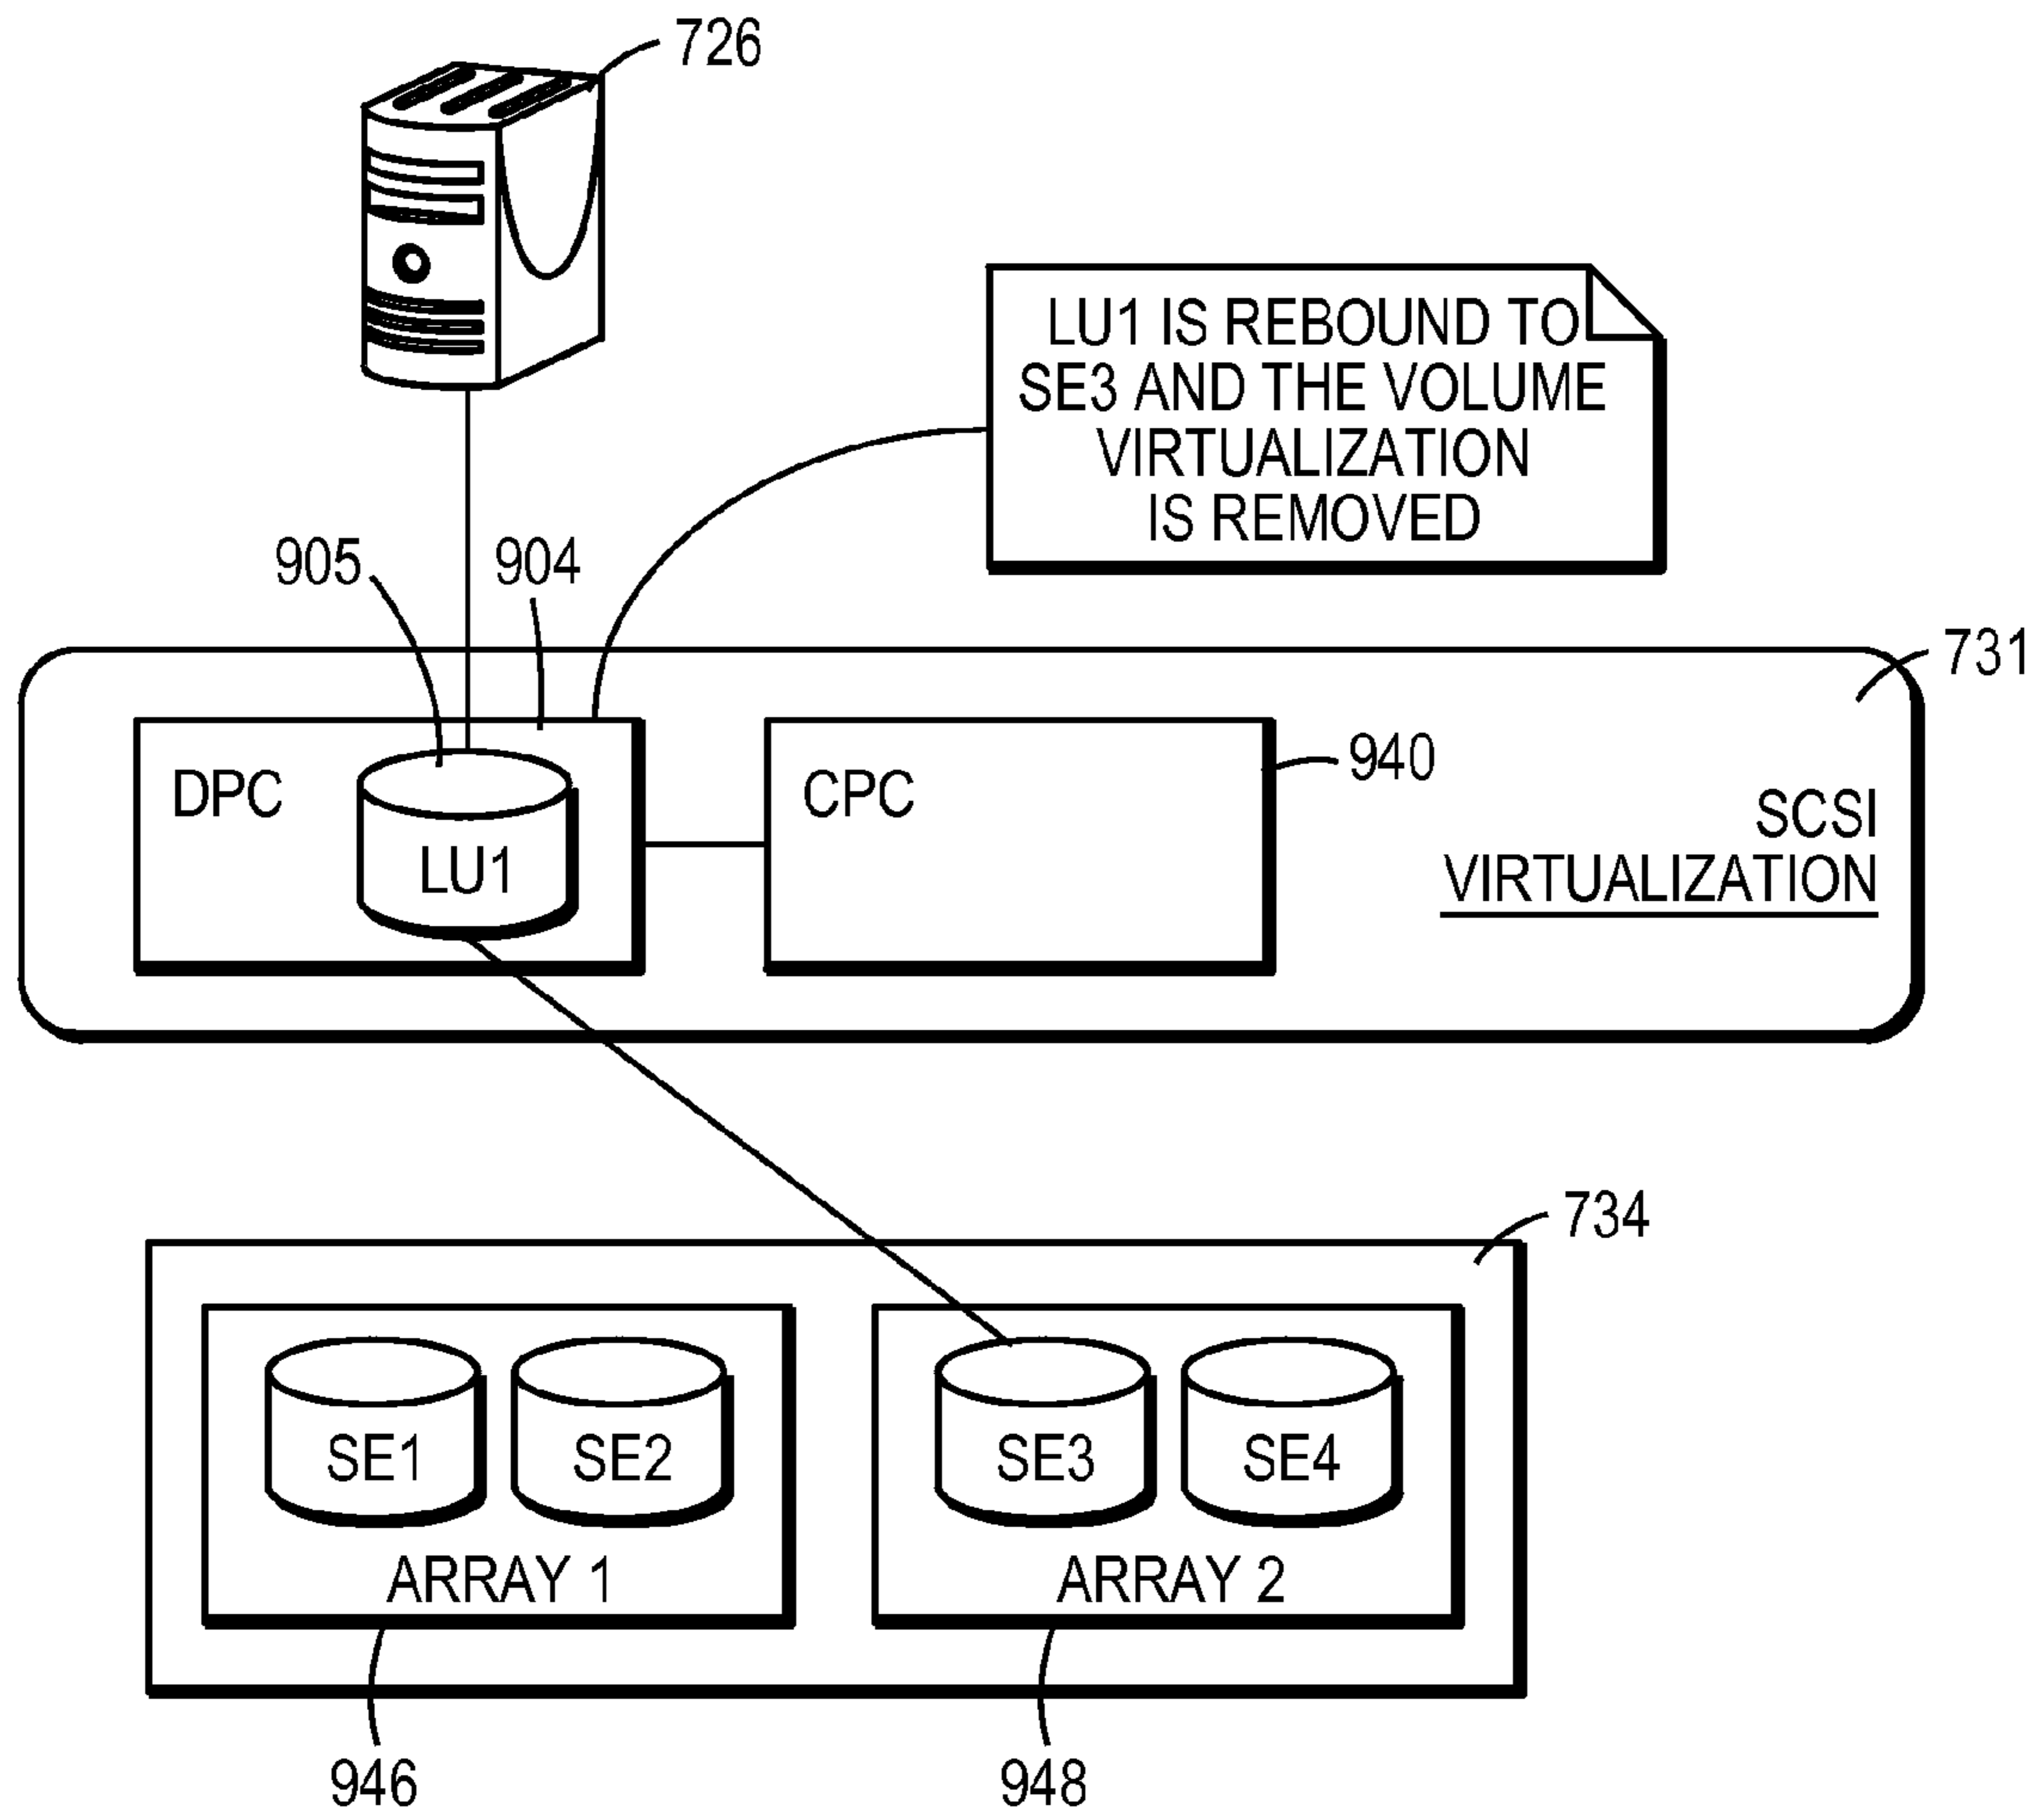 726
LU1 IS REBOUND TO
SE3 AND THE VOLUME
VIRTUALIZATION
IS REMOVED
905
904
731
DPC
LU1
CPC
940
SCSI
VIRTUALIZATION
734
SE1
SE2
SE3
SE4
ARRAY 1
ARRAY 2
946
948